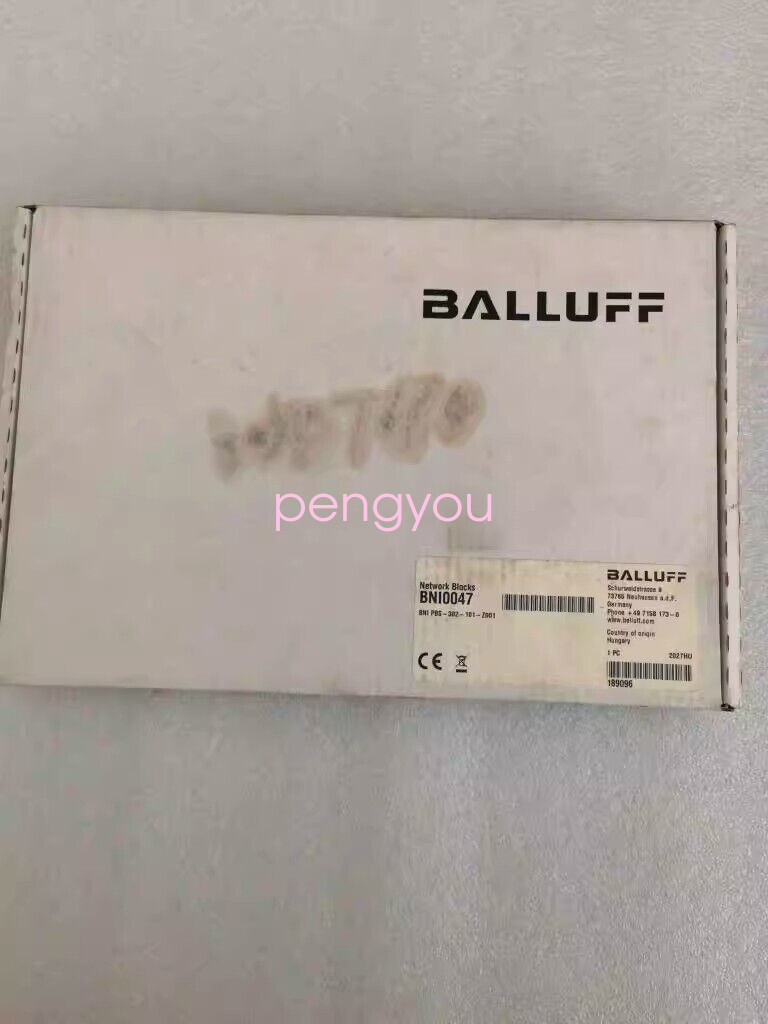 BALLUFF
pengyou
Network Blocks
BNI0047
BNI PBS-302-101-Z001
CE
BALLUFF
Schurwaldstrasse 9
73765 Neuhausen a.d.F.
Germany
Phone +49 7158 173-0
www.balluff.com
Country of origin
Hungary
1 PC 2027HU
189096